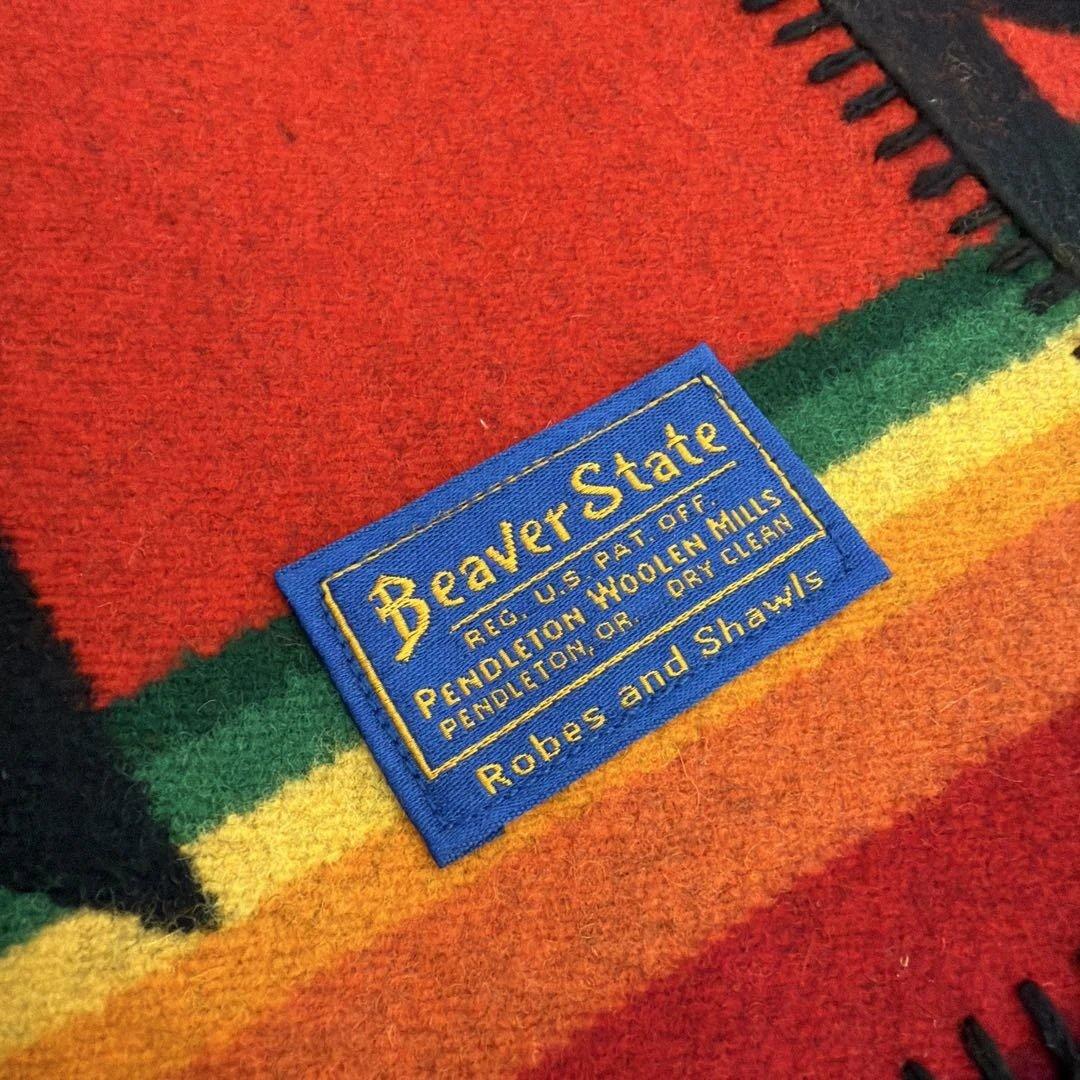 Beaver State
REG. U.S. PAT. OFF.
PENDLETON WOOLEN MILLS
PENDLETON, OR. DRY CLEAN
Robes and Shawls